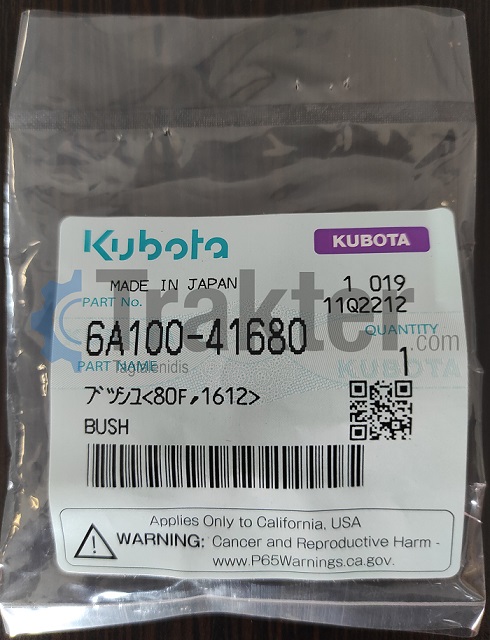 Kubota
KUBOTA
MADE IN JAPAN
1 019
PART No.
11Q2212
Trakter.com
6A100-41680
QUANTITY
1
PART NAME
Tagtalenidis
ブッシユ<80F,1612>
BUSH
Applies Only to California, USA
WARNING: Cancer and Reproductive Harm -
www.P65Warnings.ca.gov.